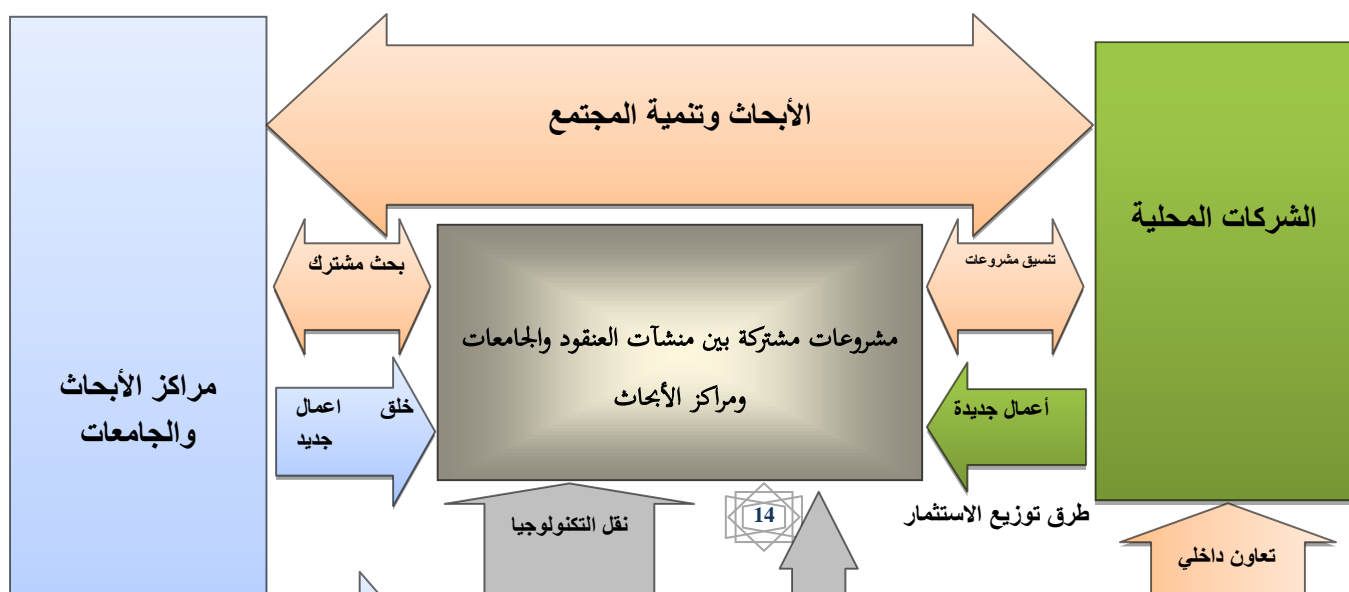 الأبحاث وتنمية المجتمع
الشركات المحلية
تنسيق مشروعات
بحث مشترك
مشروعات مشتركة بين منشآت العنقود والجامعات
ومراكز الأبحاث
مراكز الأبحاث
والجامعات
أعمال جديدة
خلق اعمال
جديد
طرق توزيع الاستثمار
14
نقل التكنولوجيا
تعاون داخلي